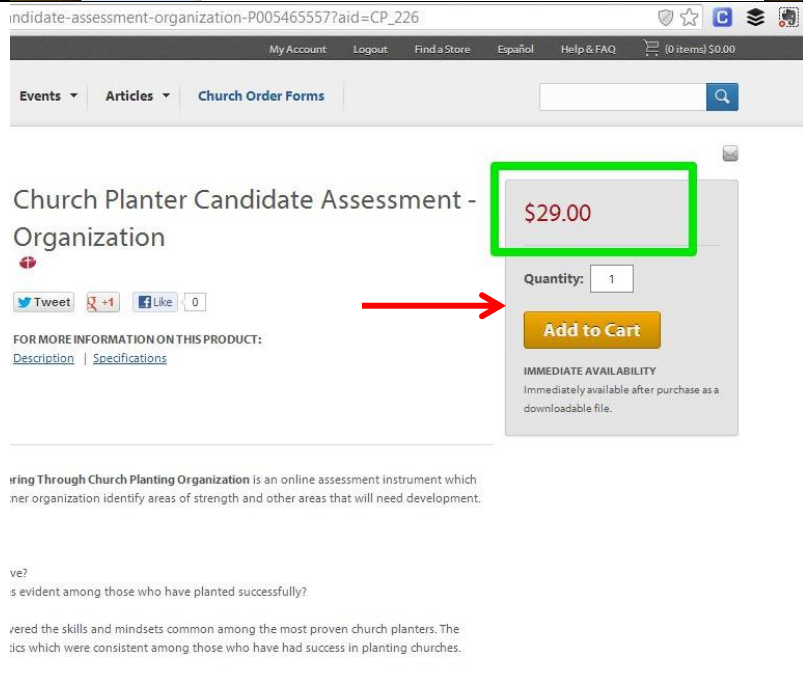 ndidate-assessment-organization-P005465557?aid=CP_226
My Account Logout Find a Store Español Help & FAQ (0 items) $0.00
Events Articles Church Order Forms
Church Planter Candidate Assessment -
Organization
$29.00
Quantity: 1
Tweet +1 Like 0
Add to Cart
FOR MORE INFORMATION ON THIS PRODUCT:
Description | Specifications
IMMEDIATE AVAILABILITY
Immediately available after purchase as a
downloadable file.
ering Through Church Planting Organization is an online assessment instrument which
ner organization identify areas of strength and other areas that will need development.
ve?
s evident among those who have planted successfully?
vered the skills and mindsets common among the most proven church planters. The
tics which were consistent among those who have had success in planting churches.